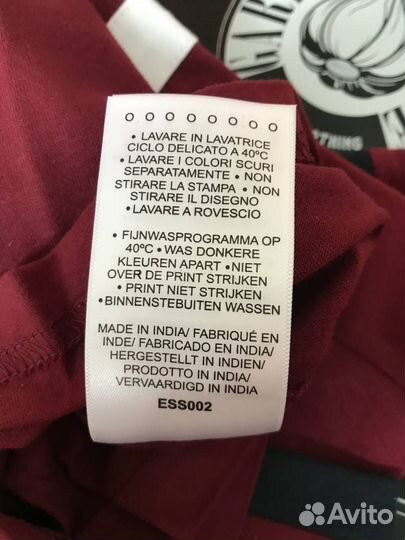 GAR
CLOTHING
O O O O O O O O
• LAVARE IN LAVATRICE
CICLO DELICATO A 40ºC
• LAVARE I COLORI SCURI
SEPARATAMENTE • NON
STIRARE LA STAMPA • NON
STIRARE IL DISEGNO
• LAVARE A ROVESCIO
• FIJNWASPROGRAMMA OP
40ºC • WAS DONKERE
KLEUREN APART • NIET
OVER DE PRINT STRIJKEN
• PRINT NIET STRIJKEN
• BINNENSTEBUITEN WASSEN
MADE IN INDIA/ FABRIQUÉ EN
INDE/ FABRICADO EN INDIA/
HERGESTELLT IN INDIEN/
PRODOTTO IN INDIA/
VERVAARDIGD IN INDIA
ESS002
Avito